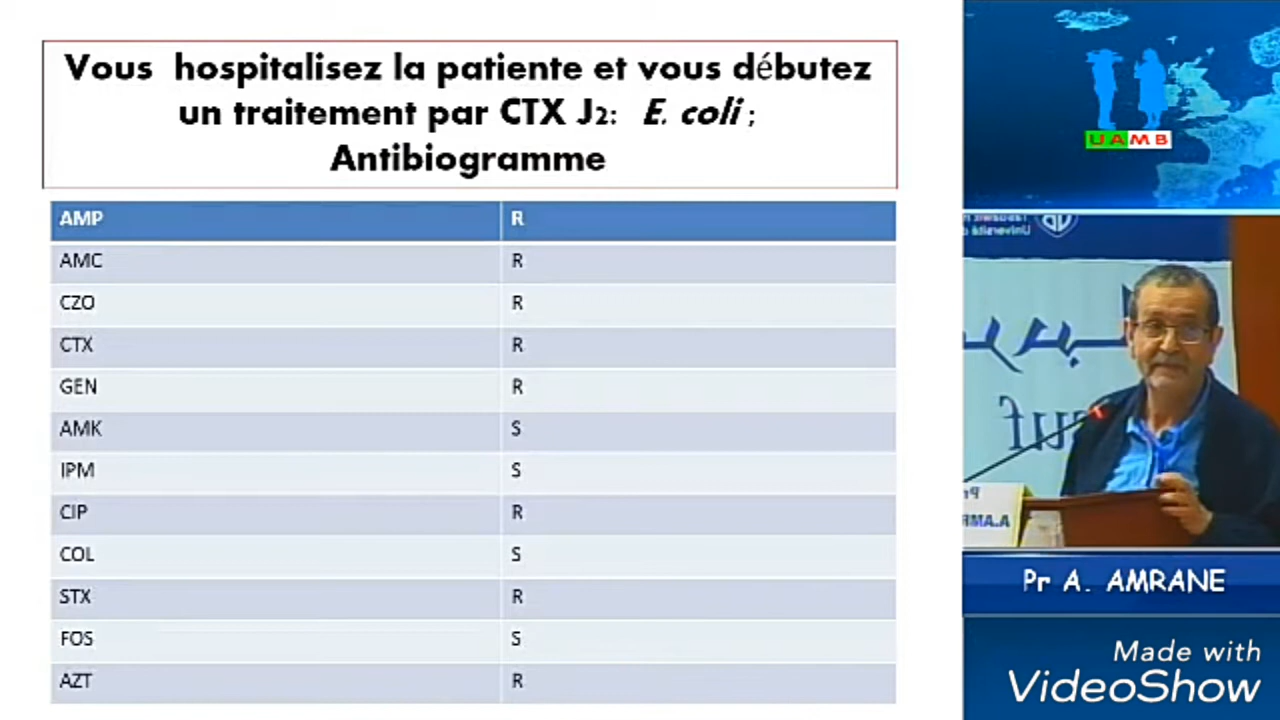 Vous hospitalisez la patiente et vous débutez
un traitement par CTX J2: E. coli ;
Antibiogramme
AMP R
AMC R
CZO R
CTX R
GEN R
AMK S
IPM S
CIP R
COL S
STX R
FOS S
AZT R
UAMB
Pr A. AMRANE
Made with
VideoShow